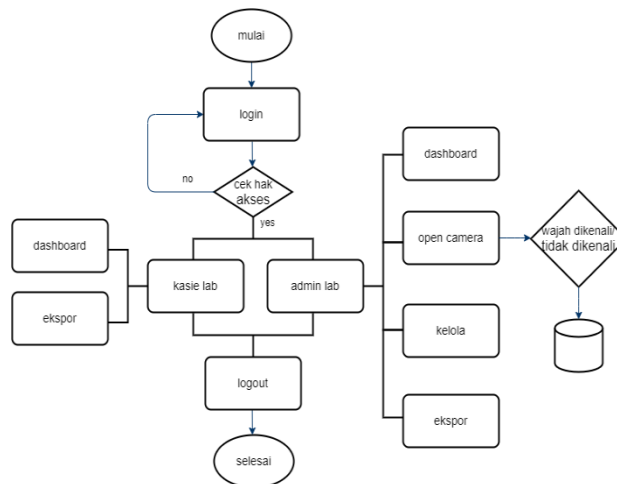 mulai
login
no
cek hak
akses
yes
dashboard
ekspor
kasie lab
admin lab
dashboard
open camera
wajah dikenali/
tidak dikenali
kelola
ekspor
logout
selesai